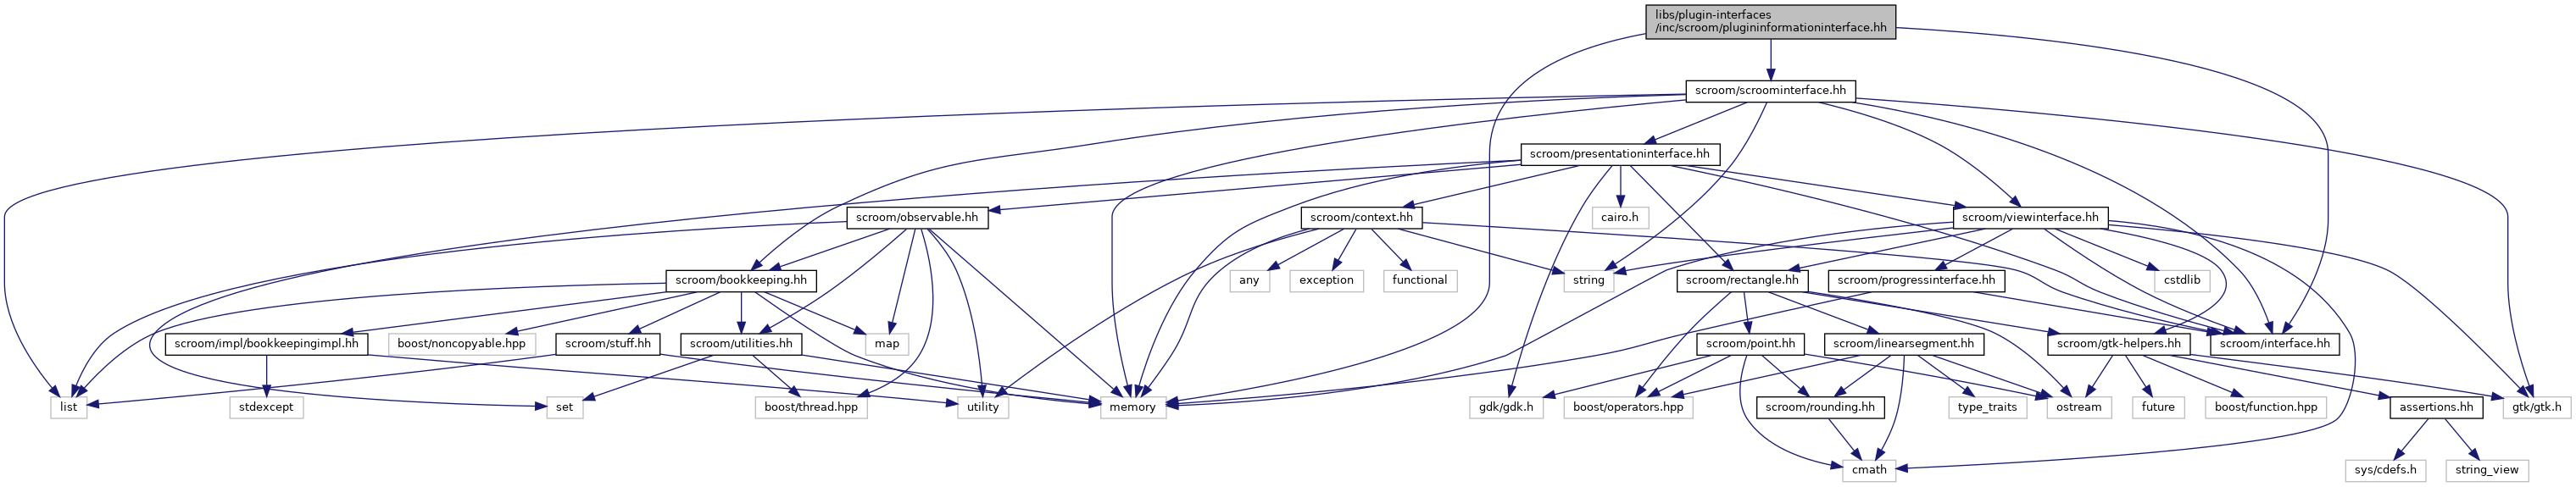 libs/plugin-interfaces
/inc/scroom/plugininformationinterface.hh
scroom/scroominterface.hh
scroom/presentationinterface.hh
scroom/observable.hh
scroom/context.hh
cairo.h
scroom/viewinterface.hh
scroom/bookkeeping.hh
any
exception
functional
string
scroom/rectangle.hh
scroom/progressinterface.hh
cstdlib
scroom/impl/bookkeepingimpl.hh
boost/noncopyable.hpp
scroom/stuff.hh
scroom/utilities.hh
map
scroom/point.hh
scroom/linearsegment.hh
scroom/gtk-helpers.hh
scroom/interface.hh
list
stdexcept
set
boost/thread.hpp
utility
memory
gdk/gdk.h
boost/operators.hpp
scroom/rounding.hh
type_traits
ostream
future
boost/function.hpp
assertions.hh
gtk/gtk.h
cmath
sys/cdefs.h
string_view